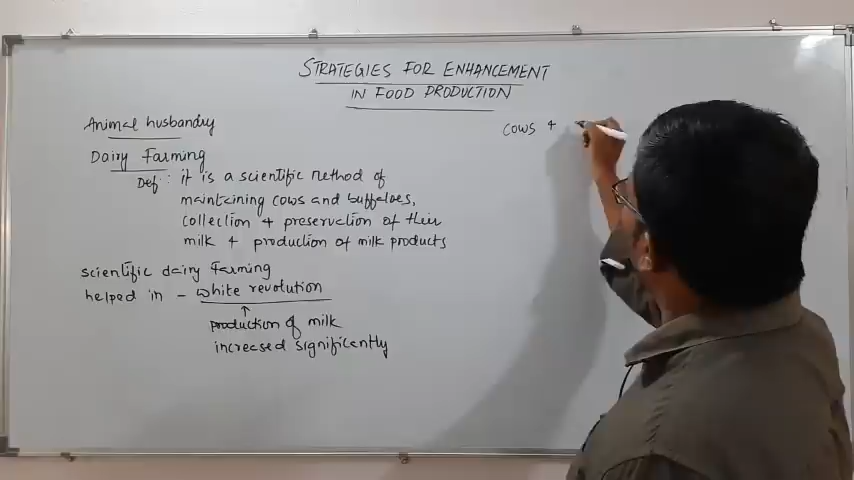 STRATEGIES FOR ENHANCEMENT
IN FOOD PRODUCTION
Animal husbandry
Dairy Farming
Def: it is a scientific method of
maintaining cows and buffaloes,
collection & preservation of their
milk & production of milk products
scientific dairy farming
helped in - white revolution
↑
production of milk
increased significently
cows &